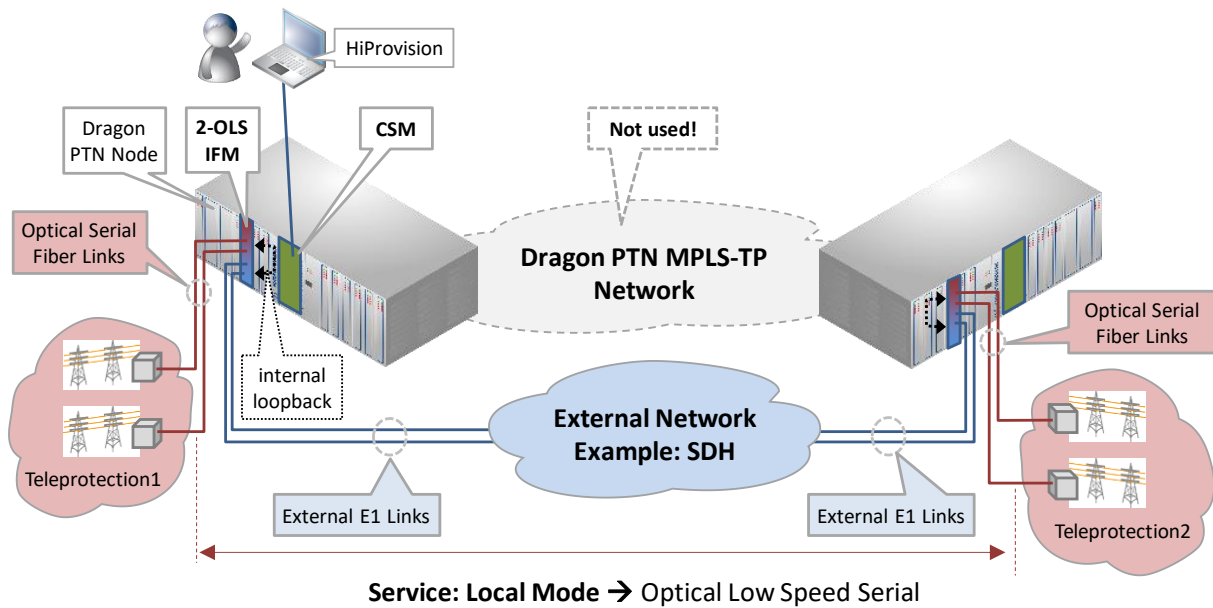 HiProvision
Dragon
PTN Node
2-OLS
IFM
CSM
Not used!
Optical Serial
Fiber Links
Dragon PTN MPLS-TP
Network
Optical Serial
Fiber Links
internal
loopback
External Network
Example: SDH
Teleprotection1
External E1 Links
External E1 Links
Teleprotection2
Service: Local Mode → Optical Low Speed Serial